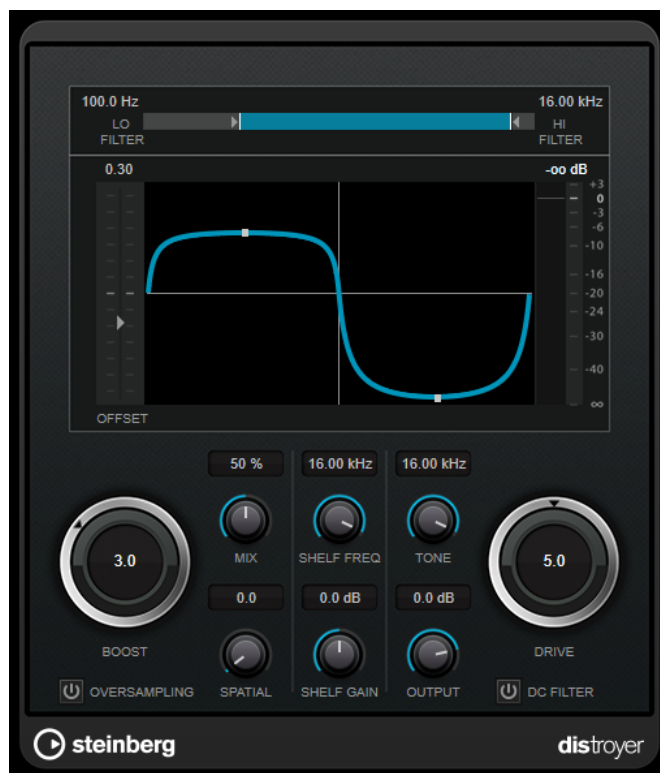 100.0 Hz
16.00 kHz
LO
FILTER
HI
FILTER
0.30
-oo dB
+3
0
-3
-6
-10
-16
-20
-24
-30
-40
∞
OFFSET
50 %
16.00 kHz
16.00 kHz
3.0
MIX
SHELF FREQ
TONE
5.0
0.0
0.0 dB
0.0 dB
BOOST
DRIVE
OVERSAMPLING
SPATIAL
SHELF GAIN
OUTPUT
DC FILTER
steinberg
distroyer